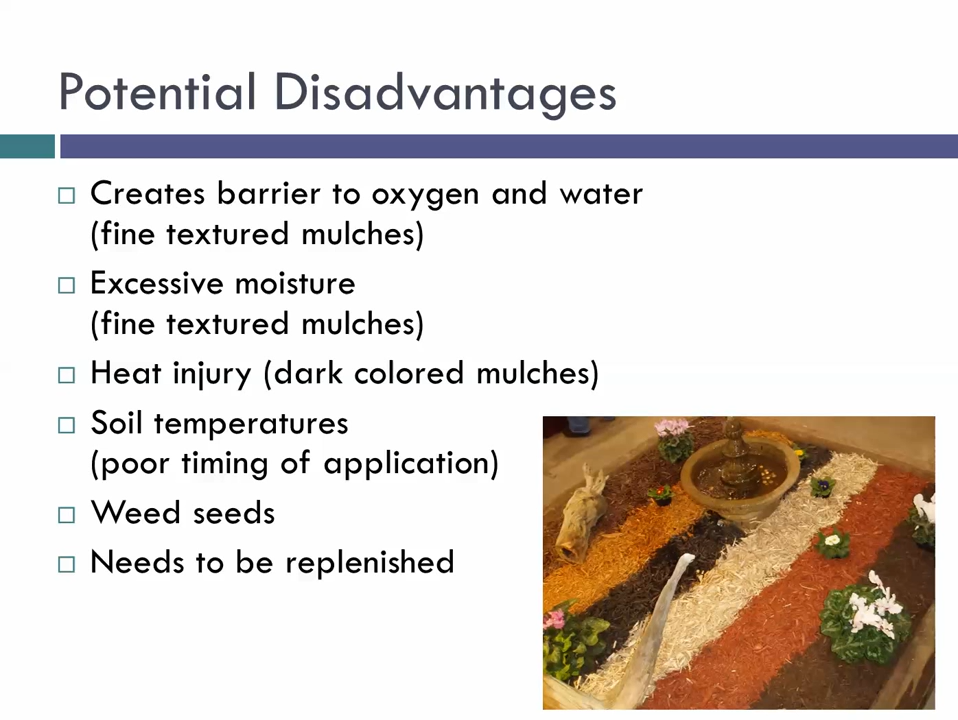 Potential Disadvantages
Creates barrier to oxygen and water
(fine textured mulches)
Excessive moisture
(fine textured mulches)
Heat injury (dark colored mulches)
Soil temperatures
(poor timing of application)
Weed seeds
Needs to be replenished